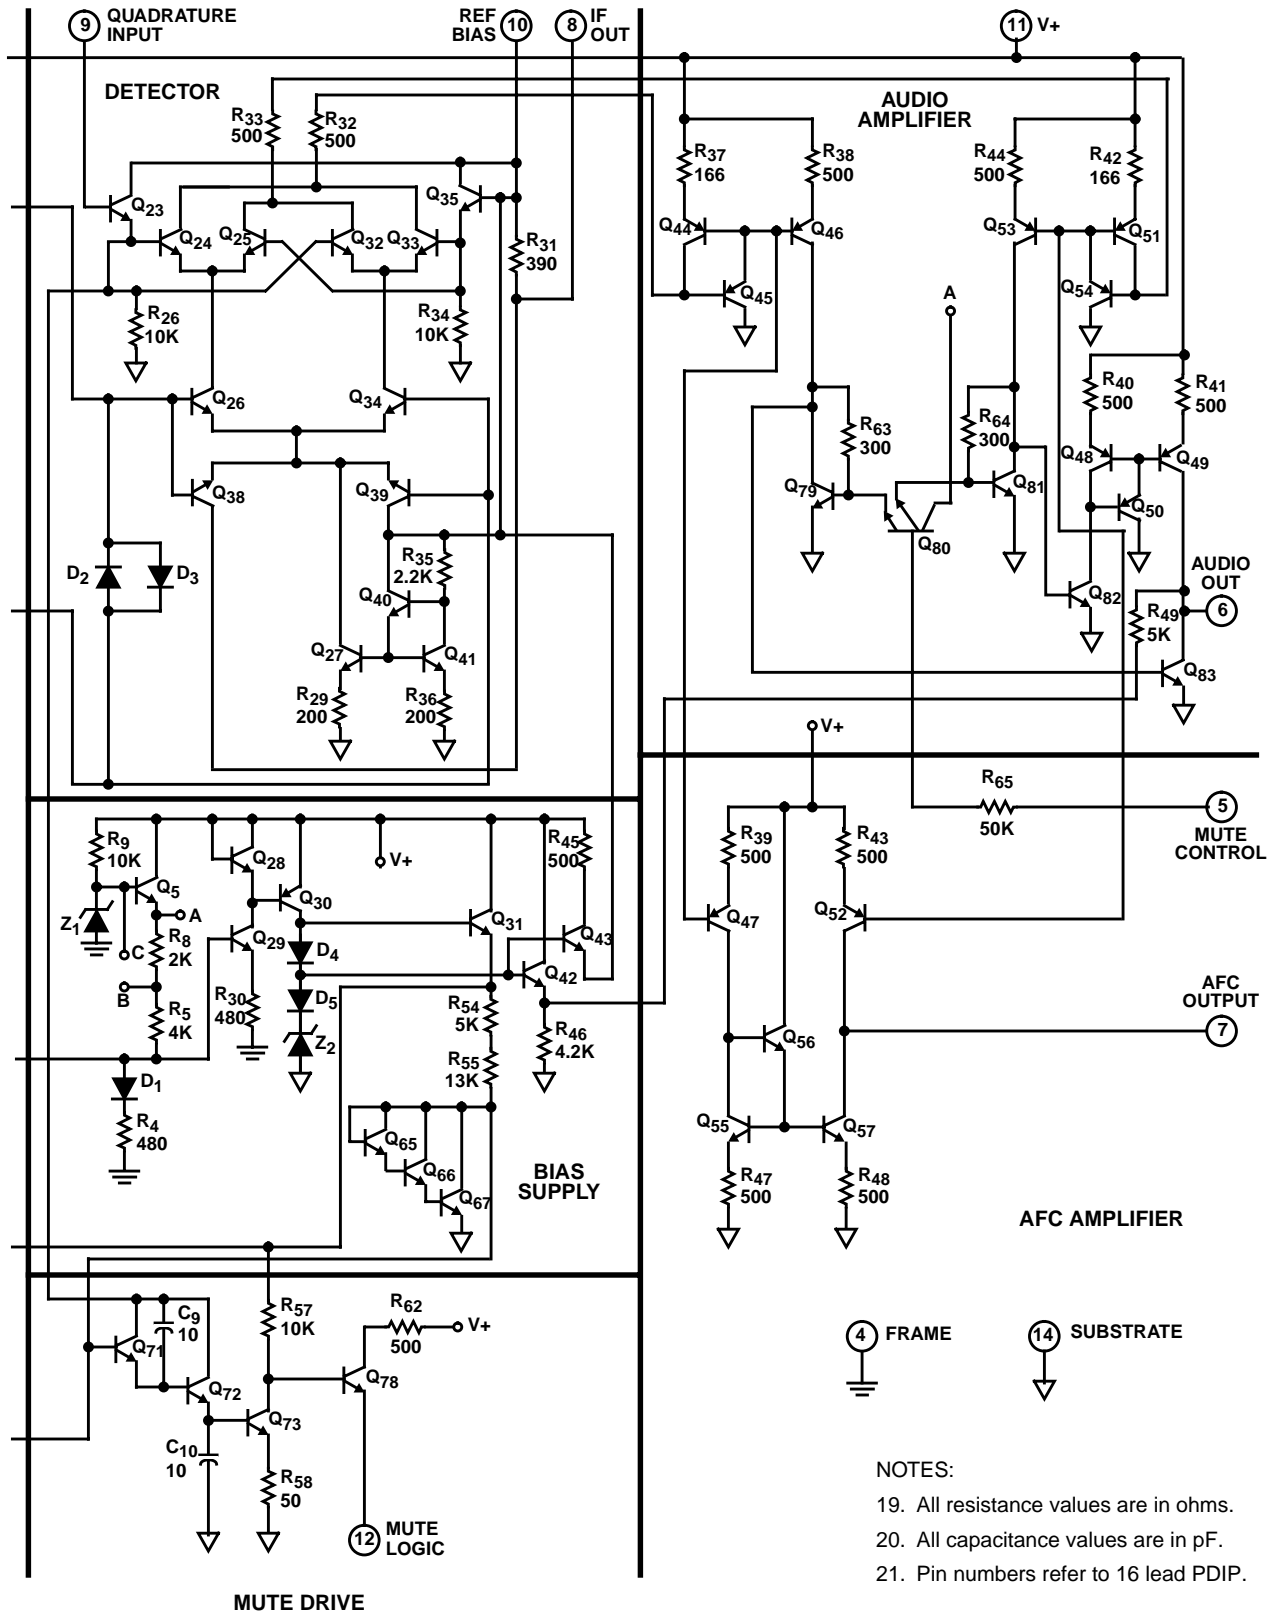 9 QUADRATURE INPUT
REF BIAS 10
8 IF OUT
11 V+
DETECTOR
AUDIO AMPLIFIER
R33 500
R32 500
R37 166
R38 500
R44 500
R42 166
Q23
Q24
Q25
Q32
Q33
Q35
Q44
Q46
Q53
Q51
R31 390
Q45
A
Q54
R26 10K
R34 10K
Q26
Q34
R63 300
R64 300
R40 500
R41 500
Q38
Q39
Q79
Q80
Q81
Q48
Q49
Q50
D2
D3
R35 2.2K
Q40
Q27
Q41
Q82
R49 5K
AUDIO OUT
6
R29 200
R36 200
Q83
V+
R65 50K
5
MUTE CONTROL
R9 10K
Q28
V+
R45 500
R39 500
R43 500
Z1
Q5
A
C
R8 2K
B
R5 4K
Q29
Q30
D4
Q31
Q43
Q42
Q47
Q52
R30 480
D5
Z2
R54 5K
R46 4.2K
R55 13K
AFC OUTPUT
7
Q56
D1
R4 480
Q65
Q66
Q67
BIAS SUPPLY
Q55
Q57
R47 500
R48 500
AFC AMPLIFIER
C9 10
Q71
Q72
R57 10K
R62 500
V+
Q78
Q73
C10 10
R58 50
12 MUTE LOGIC
MUTE DRIVE
4 FRAME
14 SUBSTRATE
NOTES:
19. All resistance values are in ohms.
20. All capacitance values are in pF.
21. Pin numbers refer to 16 lead PDIP.